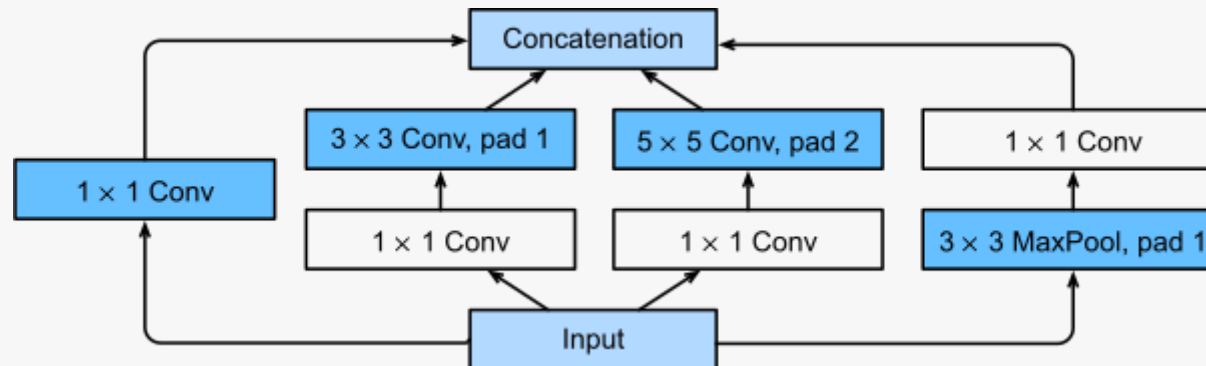 Concatenation
3 × 3 Conv, pad 1
5 × 5 Conv, pad 2
1 × 1 Conv
1 × 1 Conv
1 × 1 Conv
1 × 1 Conv
3 × 3 MaxPool, pad 1
Input